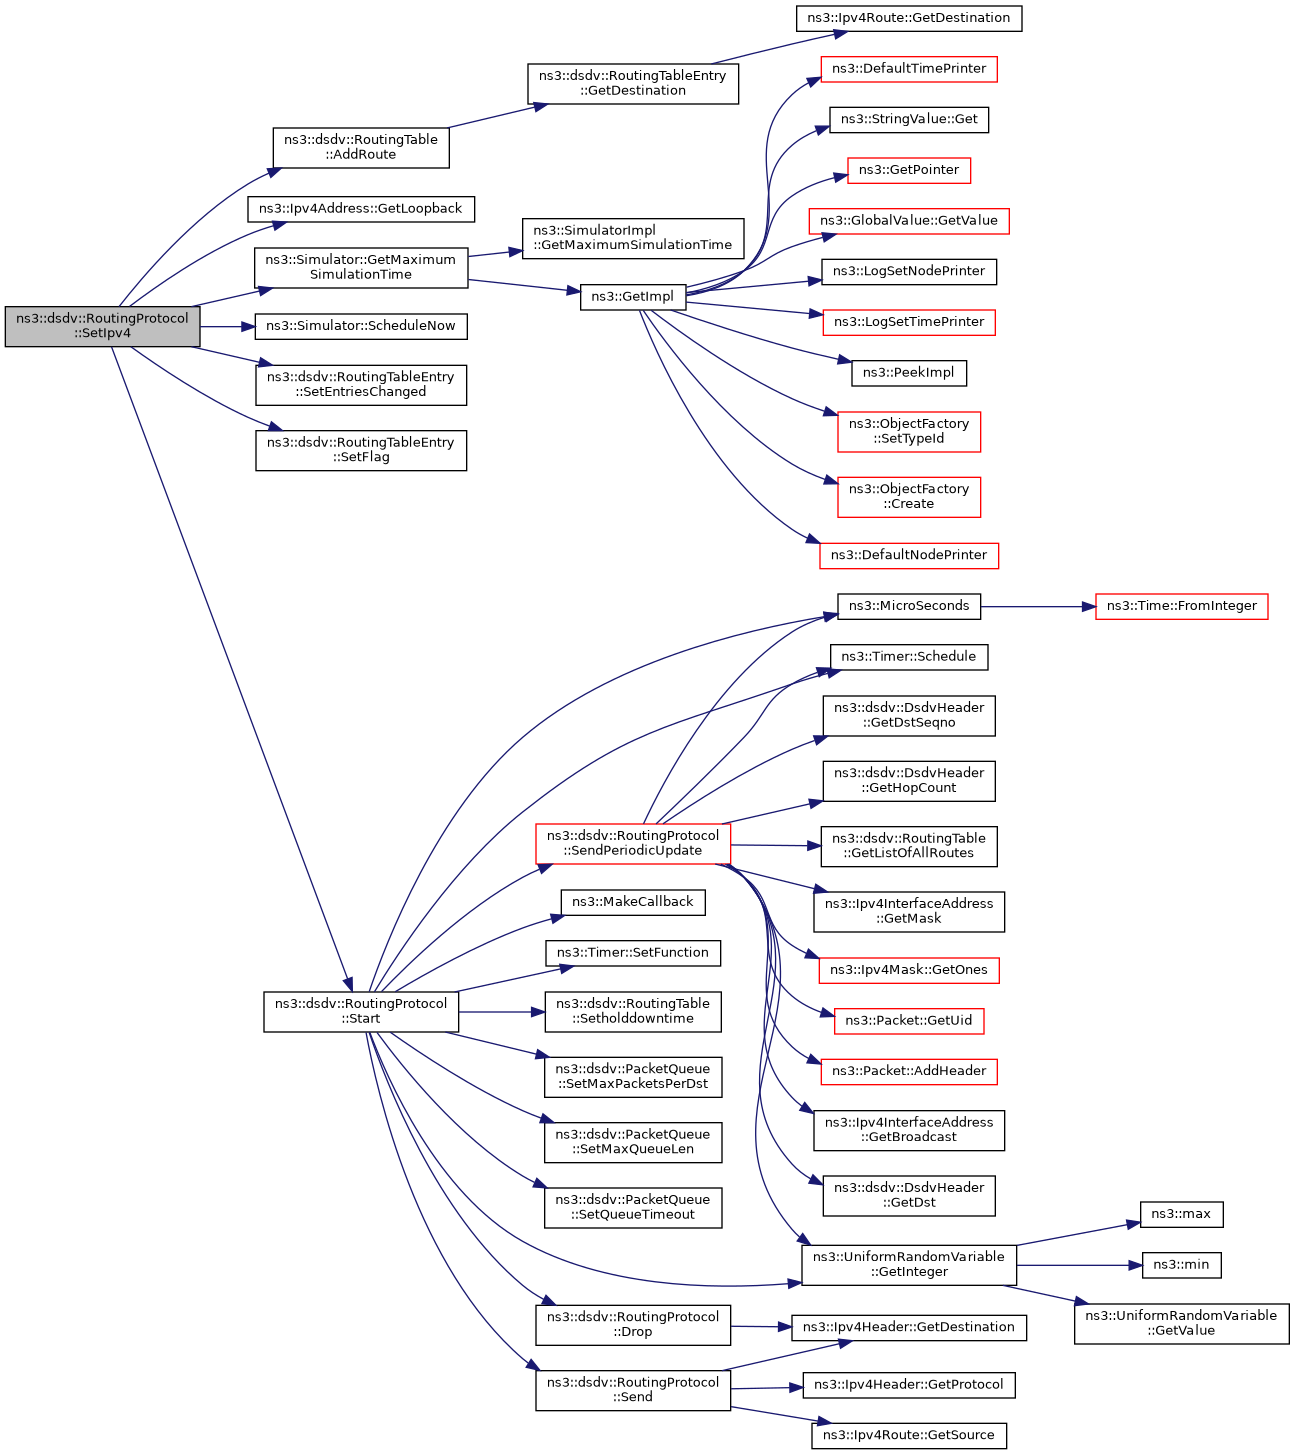 ns3::Ipv4Route::GetDestination
ns3::DefaultTimePrinter
ns3::dsdv::RoutingTableEntry
::GetDestination
ns3::StringValue::Get
ns3::dsdv::RoutingTable
::AddRoute
ns3::GetPointer
ns3::Ipv4Address::GetLoopback
ns3::GlobalValue::GetValue
ns3::SimulatorImpl
::GetMaximumSimulationTime
ns3::Simulator::GetMaximum
SimulationTime
ns3::LogSetNodePrinter
ns3::GetImpl
ns3::dsdv::RoutingProtocol
::SetIpv4
ns3::Simulator::ScheduleNow
ns3::LogSetTimePrinter
ns3::PeekImpl
ns3::dsdv::RoutingTableEntry
::SetEntriesChanged
ns3::ObjectFactory
::SetTypeId
ns3::dsdv::RoutingTableEntry
::SetFlag
ns3::ObjectFactory
::Create
ns3::DefaultNodePrinter
ns3::MicroSeconds
ns3::Time::FromInteger
ns3::Timer::Schedule
ns3::dsdv::DsdvHeader
::GetDstSeqno
ns3::dsdv::DsdvHeader
::GetHopCount
ns3::dsdv::RoutingProtocol
::SendPeriodicUpdate
ns3::dsdv::RoutingTable
::GetListOfAllRoutes
ns3::MakeCallback
ns3::Ipv4InterfaceAddress
::GetMask
ns3::Timer::SetFunction
ns3::Ipv4Mask::GetOnes
ns3::dsdv::RoutingProtocol
::Start
ns3::dsdv::RoutingTable
::Setholddowntime
ns3::Packet::GetUid
ns3::dsdv::PacketQueue
::SetMaxPacketsPerDst
ns3::Packet::AddHeader
ns3::dsdv::PacketQueue
::SetMaxQueueLen
ns3::Ipv4InterfaceAddress
::GetBroadcast
ns3::dsdv::PacketQueue
::SetQueueTimeout
ns3::dsdv::DsdvHeader
::GetDst
ns3::max
ns3::UniformRandomVariable
::GetInteger
ns3::min
ns3::UniformRandomVariable
::GetValue
ns3::dsdv::RoutingProtocol
::Drop
ns3::Ipv4Header::GetDestination
ns3::dsdv::RoutingProtocol
::Send
ns3::Ipv4Header::GetProtocol
ns3::Ipv4Route::GetSource